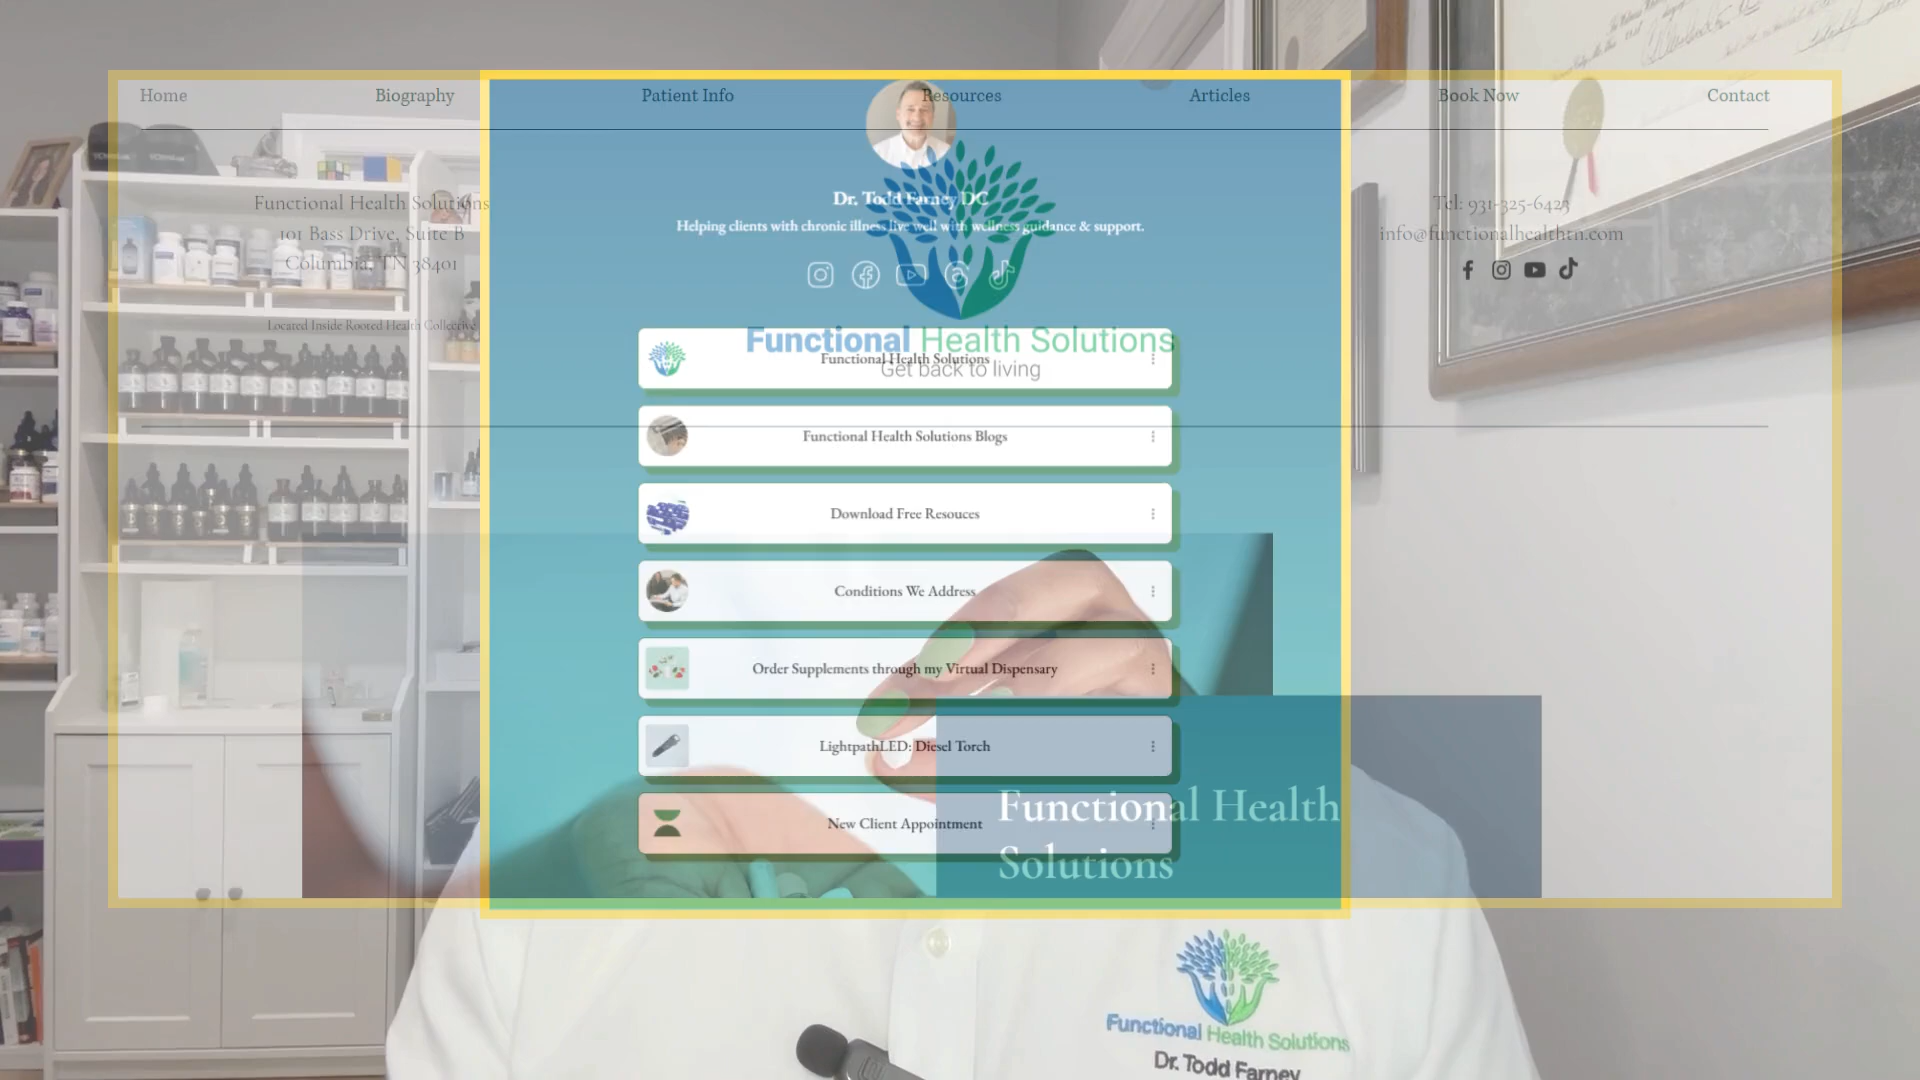 Home Biography Patient Info Resources Articles Book Now Contact
Functional Health Solutions
101 Bass Drive, Suite B
Columbia, TN 38401
Located Inside Rooted Health Collective
Dr. Todd Farney DC
Helping clients with chronic illness live well with wellness guidance & support.
Tel: 931-325-6423
info@functionalhealthtn.com
Functional Health Solutions
Get back to living
Functional Health Solutions
Functional Health Solutions Blogs
Download Free Resouces
Conditions We Address
Order Supplements through my Virtual Dispensary
LightpathLED: Diesel Torch
New Client Appointment
Functional Health
Solutions
Functional Health Solutions
Dr. Todd Farney